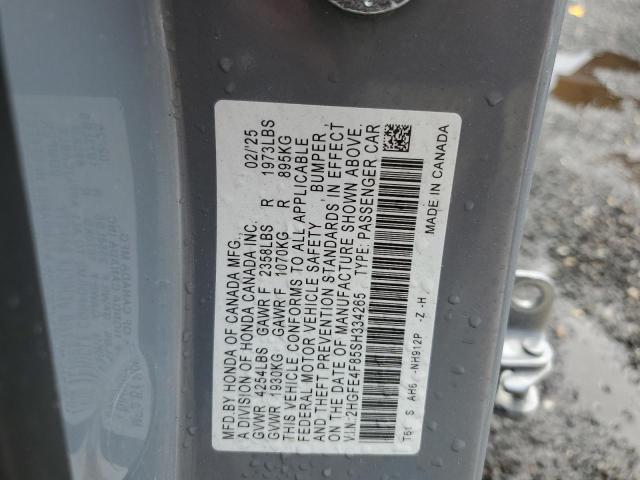 MFD.BY HONDA OF CANADA MFG. 02/'25
A DIVISION OF HONDA CANADA INC.
GVWR 4254LBS GAWR F 2358LBS R 1973LBS
GVWR 1930KG GAWR F 1070KG R 895KG
THIS VEHICLE CONFORMS TO ALL APPLICABLE
FEDERAL MOTOR VEHICLE SAFETY, BUMPER,
AND THEFT PREVENTION STANDARDS IN EFFECT
ON THE DATE OF MANUFACTURE SHOWN ABOVE.
V.I.N.:2HGFE4F85SH334265 TYPE: PASSENGER CAR
T61 S AH6 -NH912P -Z -H MADE IN CANADA